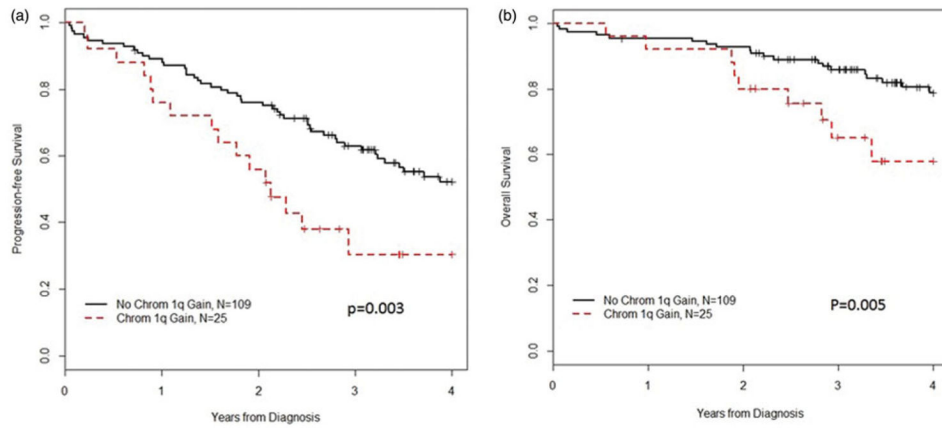 (a)
1.0
0.8
0.6
0.4
0.2
0.0
Progression-free Survival
No Chrom 1q Gain, N=109
Chrom 1q Gain, N=25
p=0.003
0 1 2 3 4
Years from Diagnosis
(b)
1.0
0.8
0.6
0.4
0.2
0.0
Overall Survival
No Chrom 1q Gain, N=109
Chrom 1q Gain, N=25
P=0.005
0 1 2 3 4
Years from Diagnosis